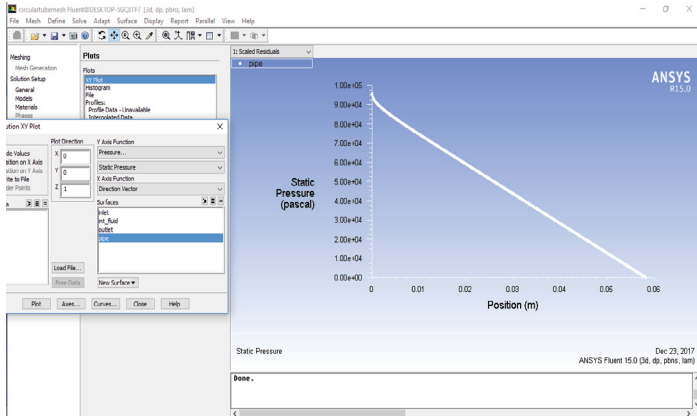 circulartubemesh Fluent@DESKTOP-5GQITF7 [3d, dp, pbns, lam]
File Mesh Define Solve Adapt Surface Display Report Parallel View Help
Meshing
Mesh Generation
Solution Setup
General
Models
Materials
Phases
Plots
Plots
XY Plot
Histogram
File
Profiles:
Profile Data - Unavailable
Interpolated Data
1: Scaled Residuals
pipe
ution XY Plot
de Values
sition on X Axis
sition on Y Axis
ite to File
der Points
Plot Direction
X 0
Y 0
Z 1
Y Axis Function
Pressure...
Static Pressure
X Axis Function
Direction Vector
Surfaces
inlet
int_fluid
outlet
pipe
Load File...
Free Data
New Surface
Plot Axes... Curves... Close Help
ANSYS
R15.0
1.00e+05
9.00e+04
8.00e+04
7.00e+04
6.00e+04
5.00e+04
4.00e+04
3.00e+04
2.00e+04
1.00e+04
0.00e+00
Static
Pressure
(pascal)
0 0.01 0.02 0.03 0.04 0.05 0.06
Position (m)
Static Pressure
Dec 23, 2017
ANSYS Fluent 15.0 (3d, dp, pbns, lam)
Done.